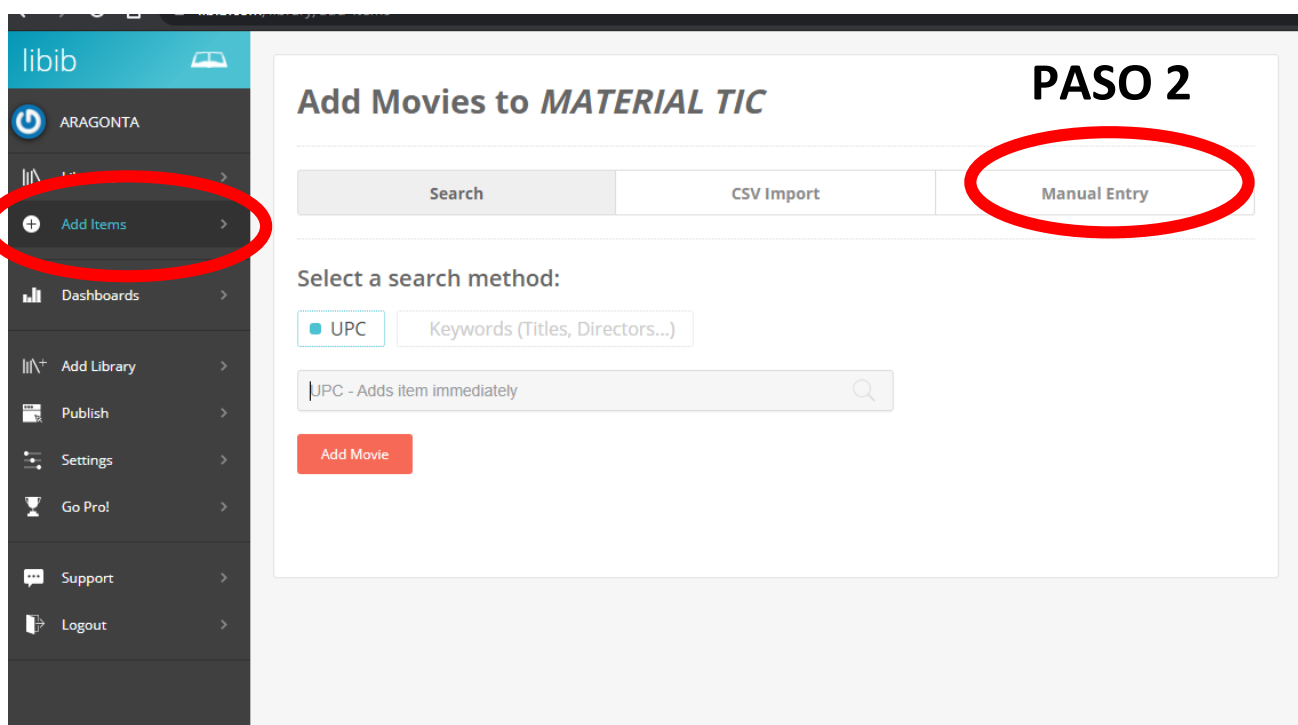 libib
ARAGONTA
Add Items
Dashboards
Add Library
Publish
Settings
Go Pro!
Support
Logout
Add Movies to MATERIAL TIC
PASO 2
Search
CSV Import
Manual Entry
Select a search method:
UPC
Keywords (Titles, Directors...)
UPC - Adds item immediately
Add Movie